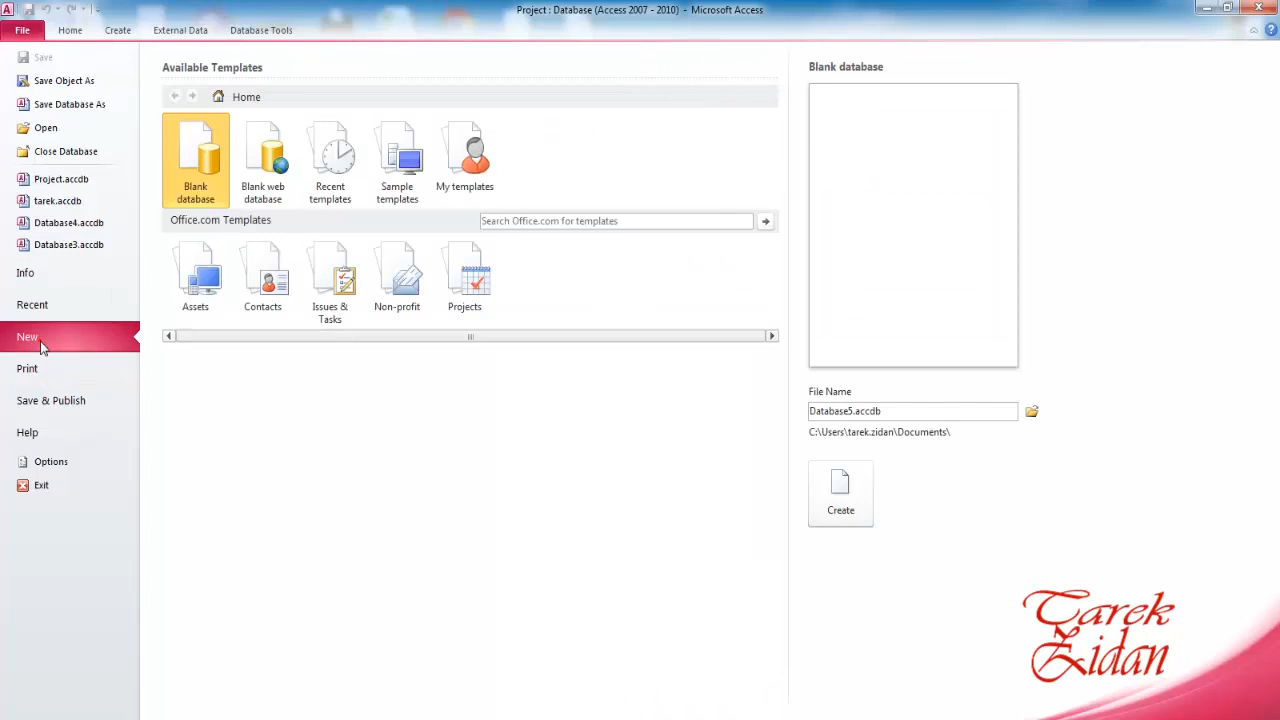 Project : Database (Access 2007 - 2010) - Microsoft Access
File Home Create External Data Database Tools
Save
Save Object As
Save Database As
Open
Close Database
Project.accdb
tarek.accdb
Database4.accdb
Database3.accdb
Info
Recent
New
Print
Save & Publish
Help
Options
Exit
Available Templates
Home
Blank database
Blank web database
Recent templates
Sample templates
My templates
Office.com Templates
Search Office.com for templates
Assets
Contacts
Issues & Tasks
Non-profit
Projects
Blank database
File Name
Database5.accdb
C:\Users\tarek.zidan\Documents\
Create
Tarek
Zidan